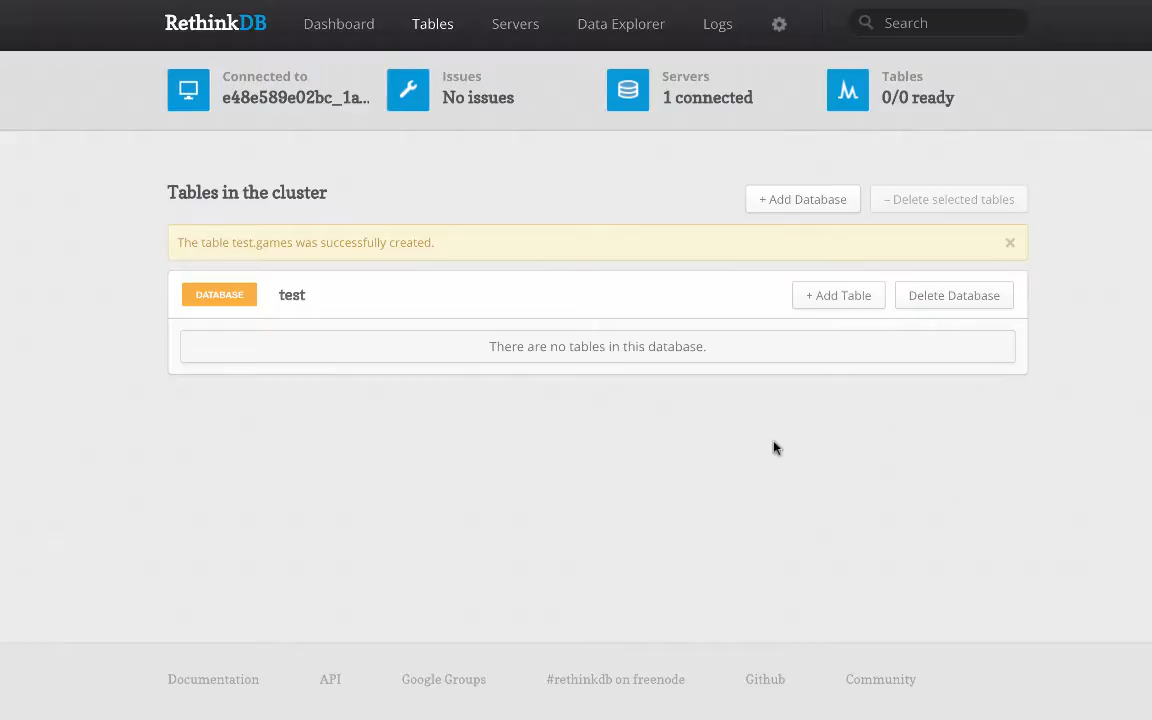 RethinkDB Dashboard Tables Servers Data Explorer Logs Search
Connected to Issues Servers Tables
e48e589e02bc_1a... No issues 1 connected 0/0 ready
Tables in the cluster
+ Add Database – Delete selected tables
The table test.games was successfully created. ×
DATABASE test + Add Table Delete Database
There are no tables in this database.
Documentation API Google Groups #rethinkdb on freenode Github Community